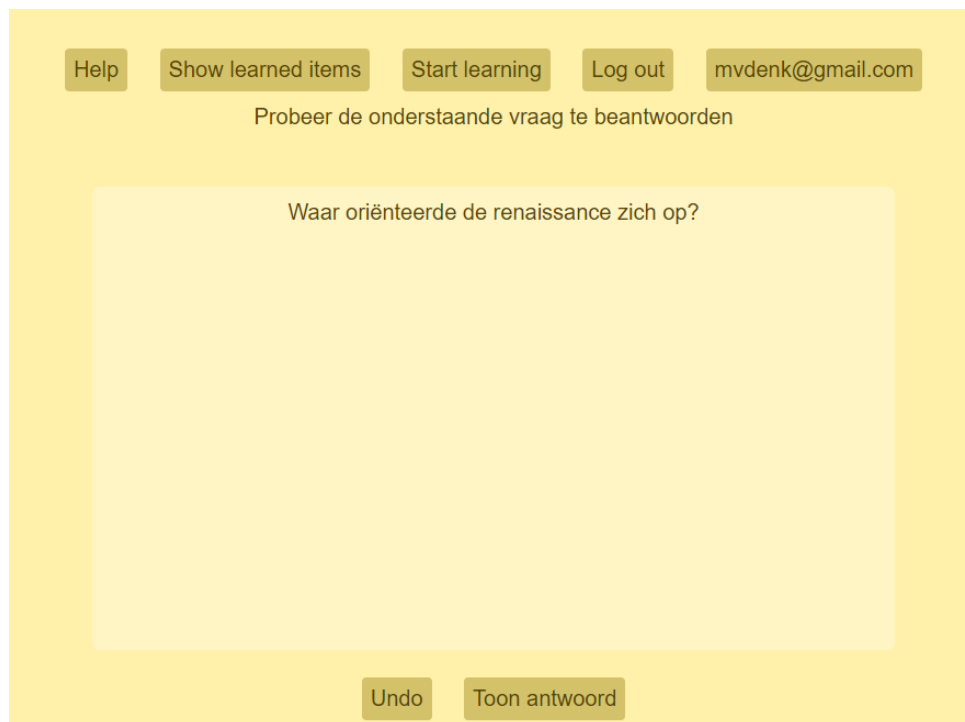 Help Show learned items Start learning Log out mvdenk@gmail.com
Probeer de onderstaande vraag te beantwoorden
Waar oriënteerde de renaissance zich op?
Undo Toon antwoord